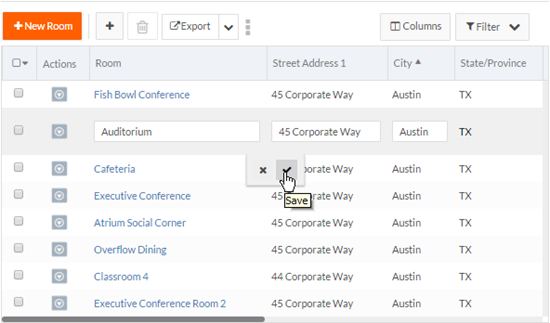 + New Room + Export Columns Filter
Actions Room Street Address 1 City State/Province
Fish Bowl Conference 45 Corporate Way Austin TX
Auditorium 45 Corporate Way Austin TX
Cafeteria porate Way Austin TX
Executive Conference 45 porate Way Austin TX
Save
Atrium Social Corner 45 Corporate Way Austin TX
Overflow Dining 45 Corporate Way Austin TX
Classroom 4 44 Corporate Way Austin TX
Executive Conference Room 2 45 Corporate Way Austin TX